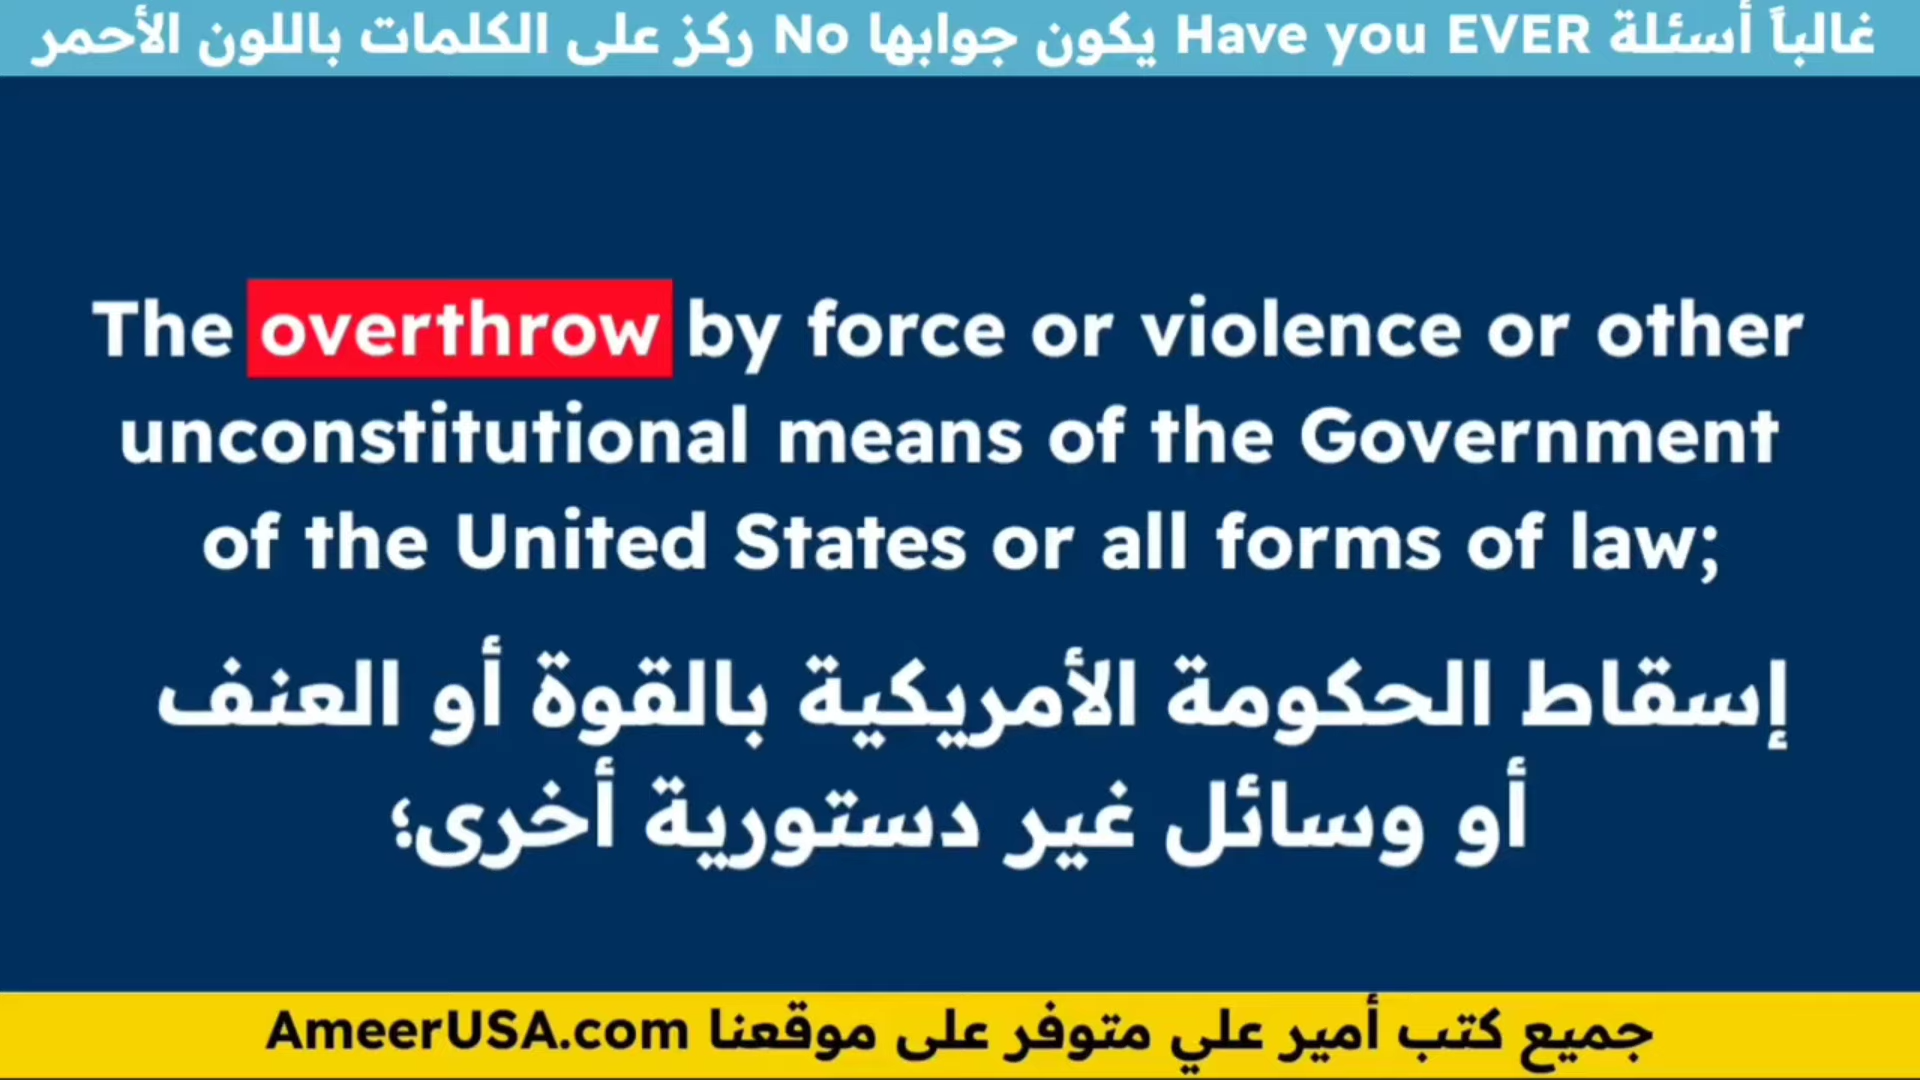 غالباً أسئلة Have you EVER يكون جوابها No ركز على الكلمات باللون الأحمر
The overthrow by force or violence or other
unconstitutional means of the Government
of the United States or all forms of law;
إسقاط الحكومة الأمريكية بالقوة أو العنف
أو وسائل غير دستورية أخرى؛
جميع كتب أمير علي متوفر على موقعنا AmeerUSA.com